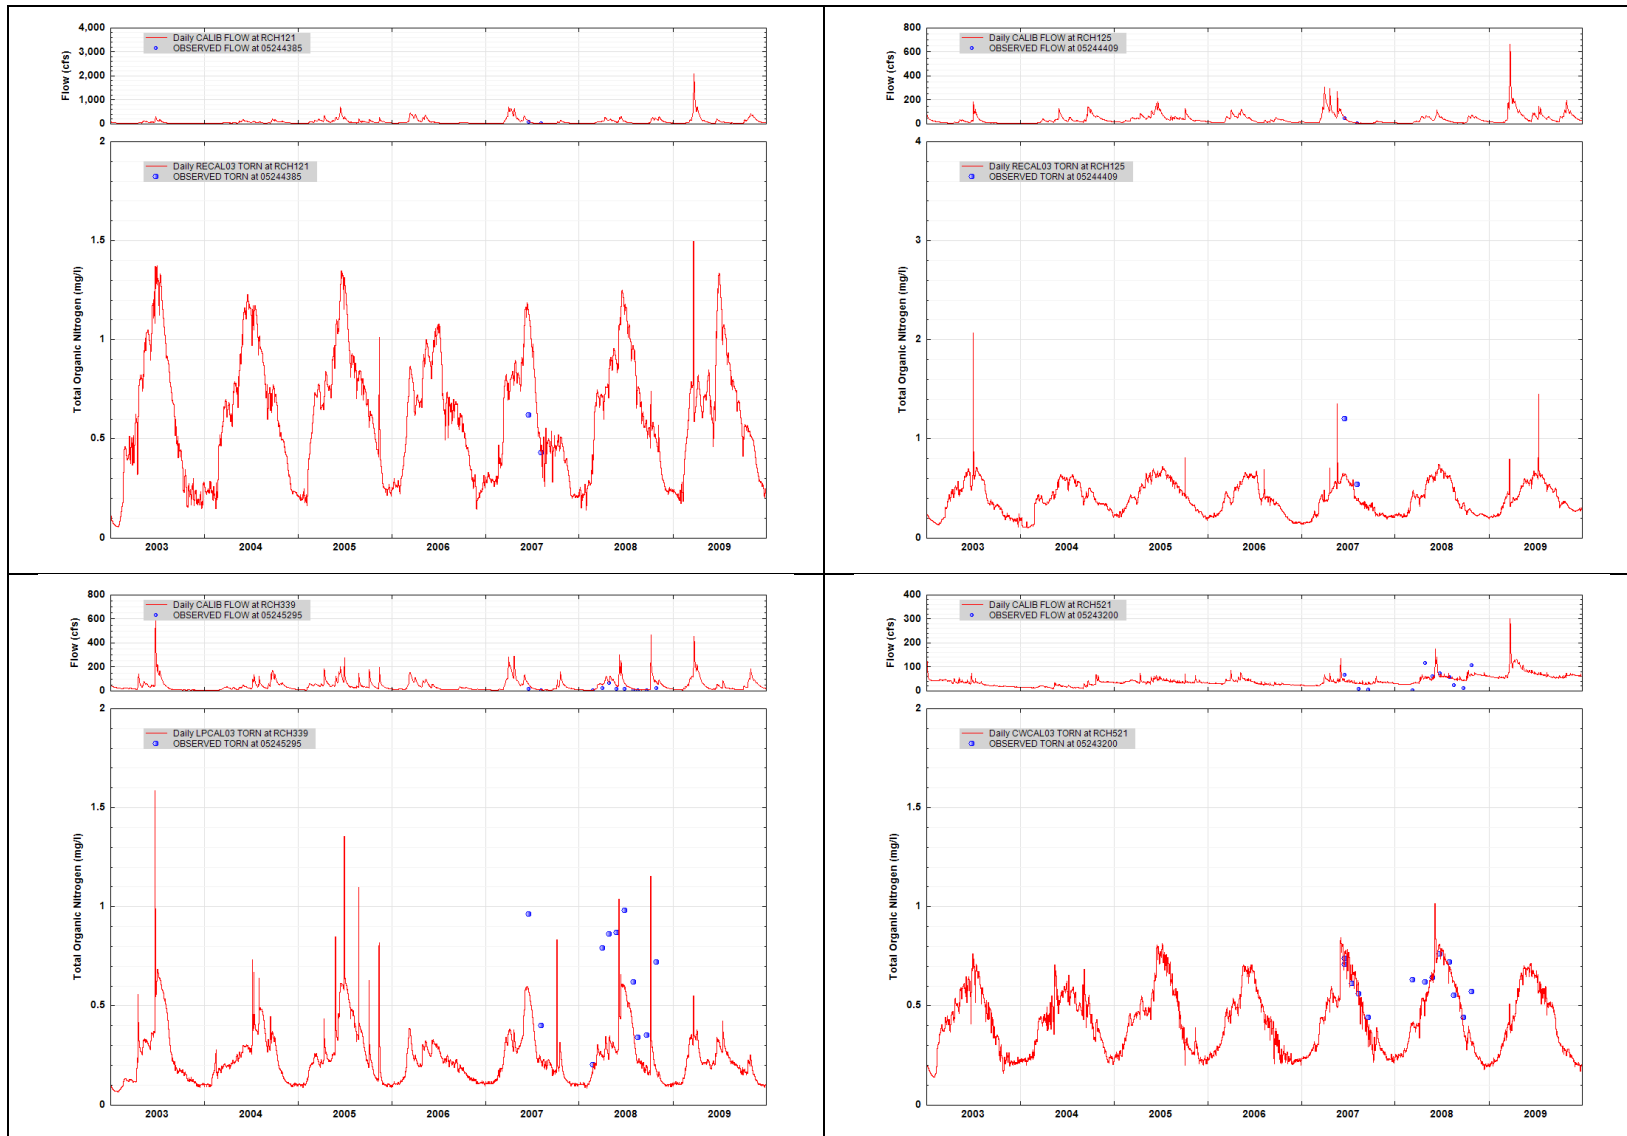 4,000
3,000
2,000
1,000
0
Flow (cfs)
Daily CALIB FLOW at RCH121
OBSERVED FLOW at 05244385
2
1.5
1
0.5
0
Total Organic Nitrogen (mg/l)
Daily RECAL03 TORN at RCH121
OBSERVED TORN at 05244385
2003 2004 2005 2006 2007 2008 2009
800
600
400
200
0
Flow (cfs)
Daily CALIB FLOW at RCH125
OBSERVED FLOW at 05244409
4
3
2
1
0
Total Organic Nitrogen (mg/l)
Daily RECAL03 TORN at RCH125
OBSERVED TORN at 05244409
2003 2004 2005 2006 2007 2008 2009
800
600
400
200
0
Flow (cfs)
Daily CALIB FLOW at RCH339
OBSERVED FLOW at 05245295
2
1.5
1
0.5
0
Total Organic Nitrogen (mg/l)
Daily LPCAL03 TORN at RCH339
OBSERVED TORN at 05245295
2003 2004 2005 2006 2007 2008 2009
400
300
200
100
0
Flow (cfs)
Daily CALIB FLOW at RCH521
OBSERVED FLOW at 05243200
2
1.5
1
0.5
0
Total Organic Nitrogen (mg/l)
Daily CWCAL03 TORN at RCH521
OBSERVED TORN at 05243200
2003 2004 2005 2006 2007 2008 2009